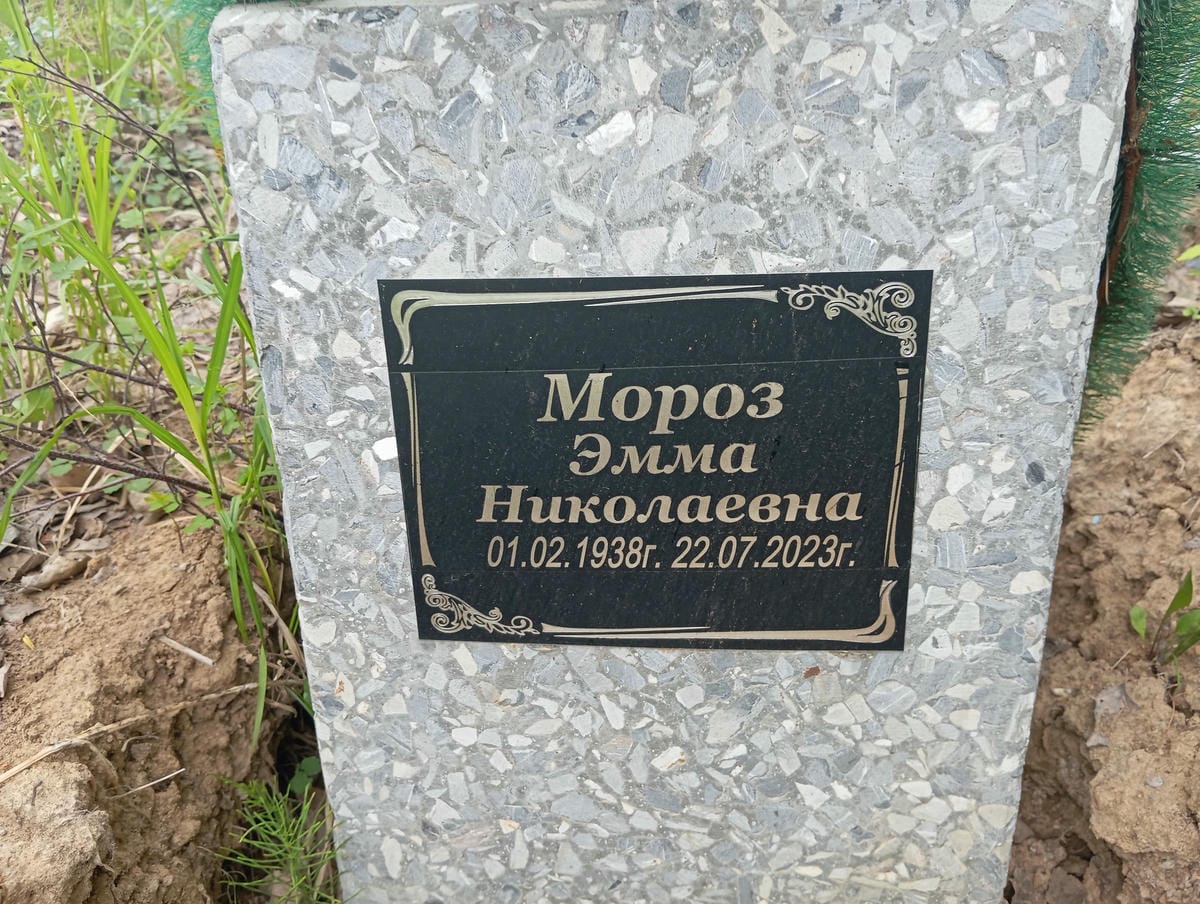 Мороз
Эмма
Николаевна
01.02.1938г. 22.07.2023г.